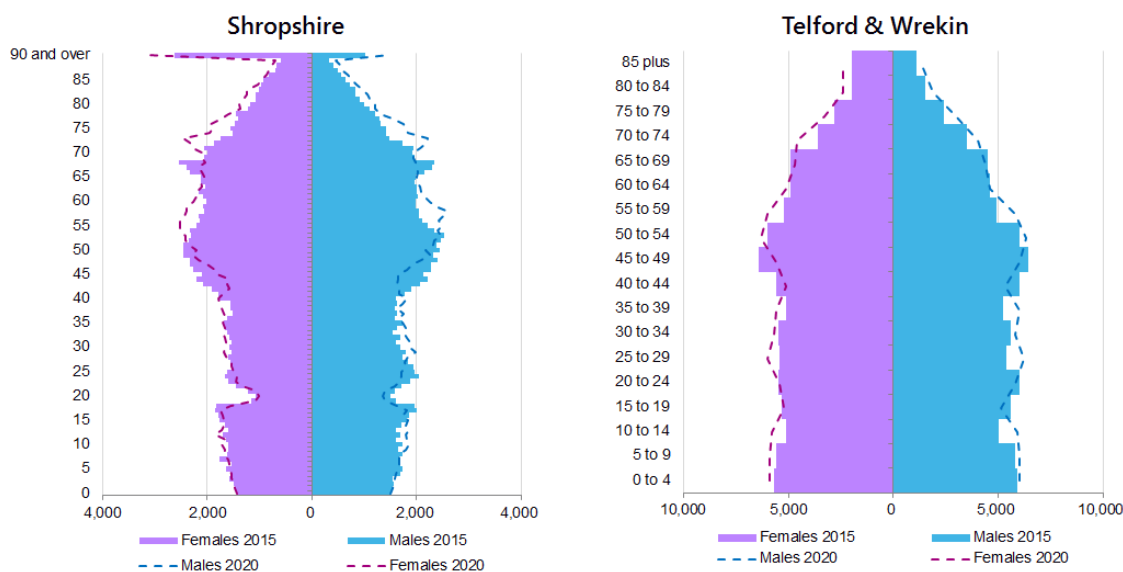 Shropshire
90 and over
85
80
75
70
65
60
55
50
45
40
35
30
25
20
15
10
5
0
4,000 2,000 0 2,000 4,000
Females 2015 Males 2015
Males 2020 Females 2020
Telford & Wrekin
85 plus
80 to 84
75 to 79
70 to 74
65 to 69
60 to 64
55 to 59
50 to 54
45 to 49
40 to 44
35 to 39
30 to 34
25 to 29
20 to 24
15 to 19
10 to 14
5 to 9
0 to 4
10,000 5,000 0 5,000 10,000
Females 2015 Males 2015
Males 2020 Females 2020